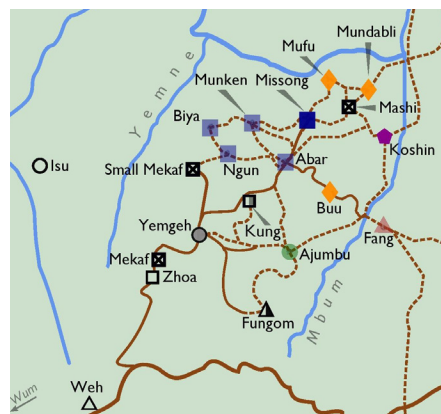 Mundabli
Mufu
Munken
Missong
Yemne
Biya
Mashi
Isu
Small Mekaf
Ngun
Abar
Koshin
Buu
Yemgeh
Kung
Fang
Mekaf
Ajumbu
Zhoa
Mbum
Fungom
Weh
Wum